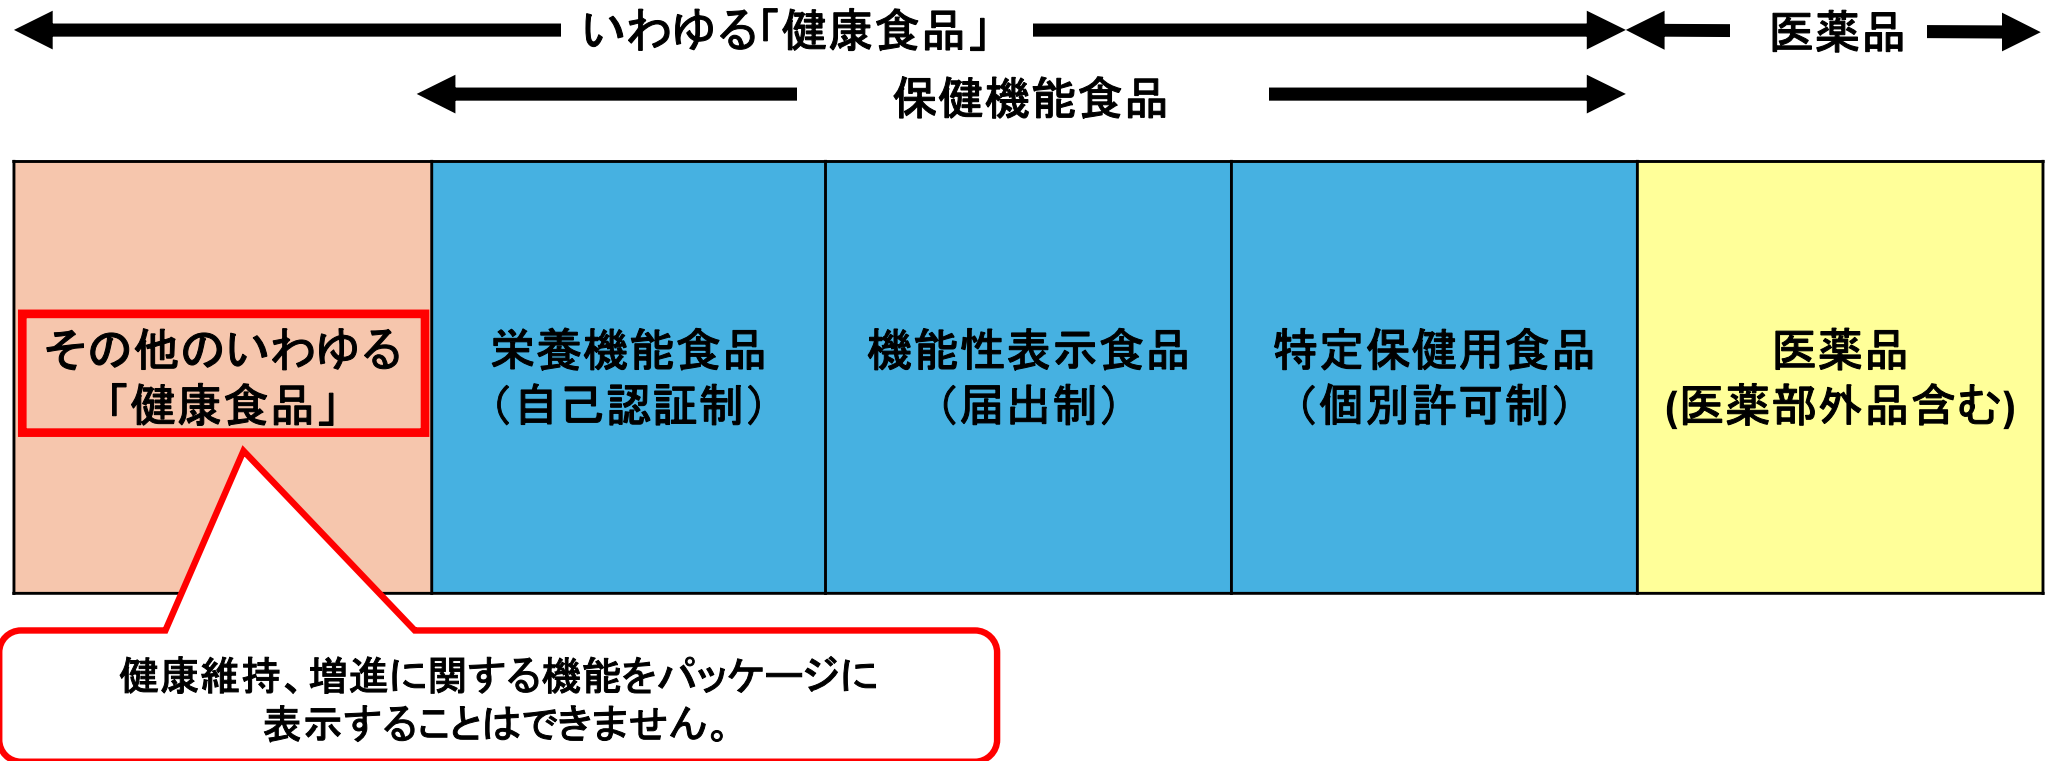 いわゆる「健康食品」
医薬品
保健機能食品
その他のいわゆる
「健康食品」
栄養機能食品
（自己認証制）
機能性表示食品
（届出制）
特定保健用食品
（個別許可制）
医薬品
(医薬部外品含む)
健康維持、増進に関する機能をパッケージに
表示することはできません。